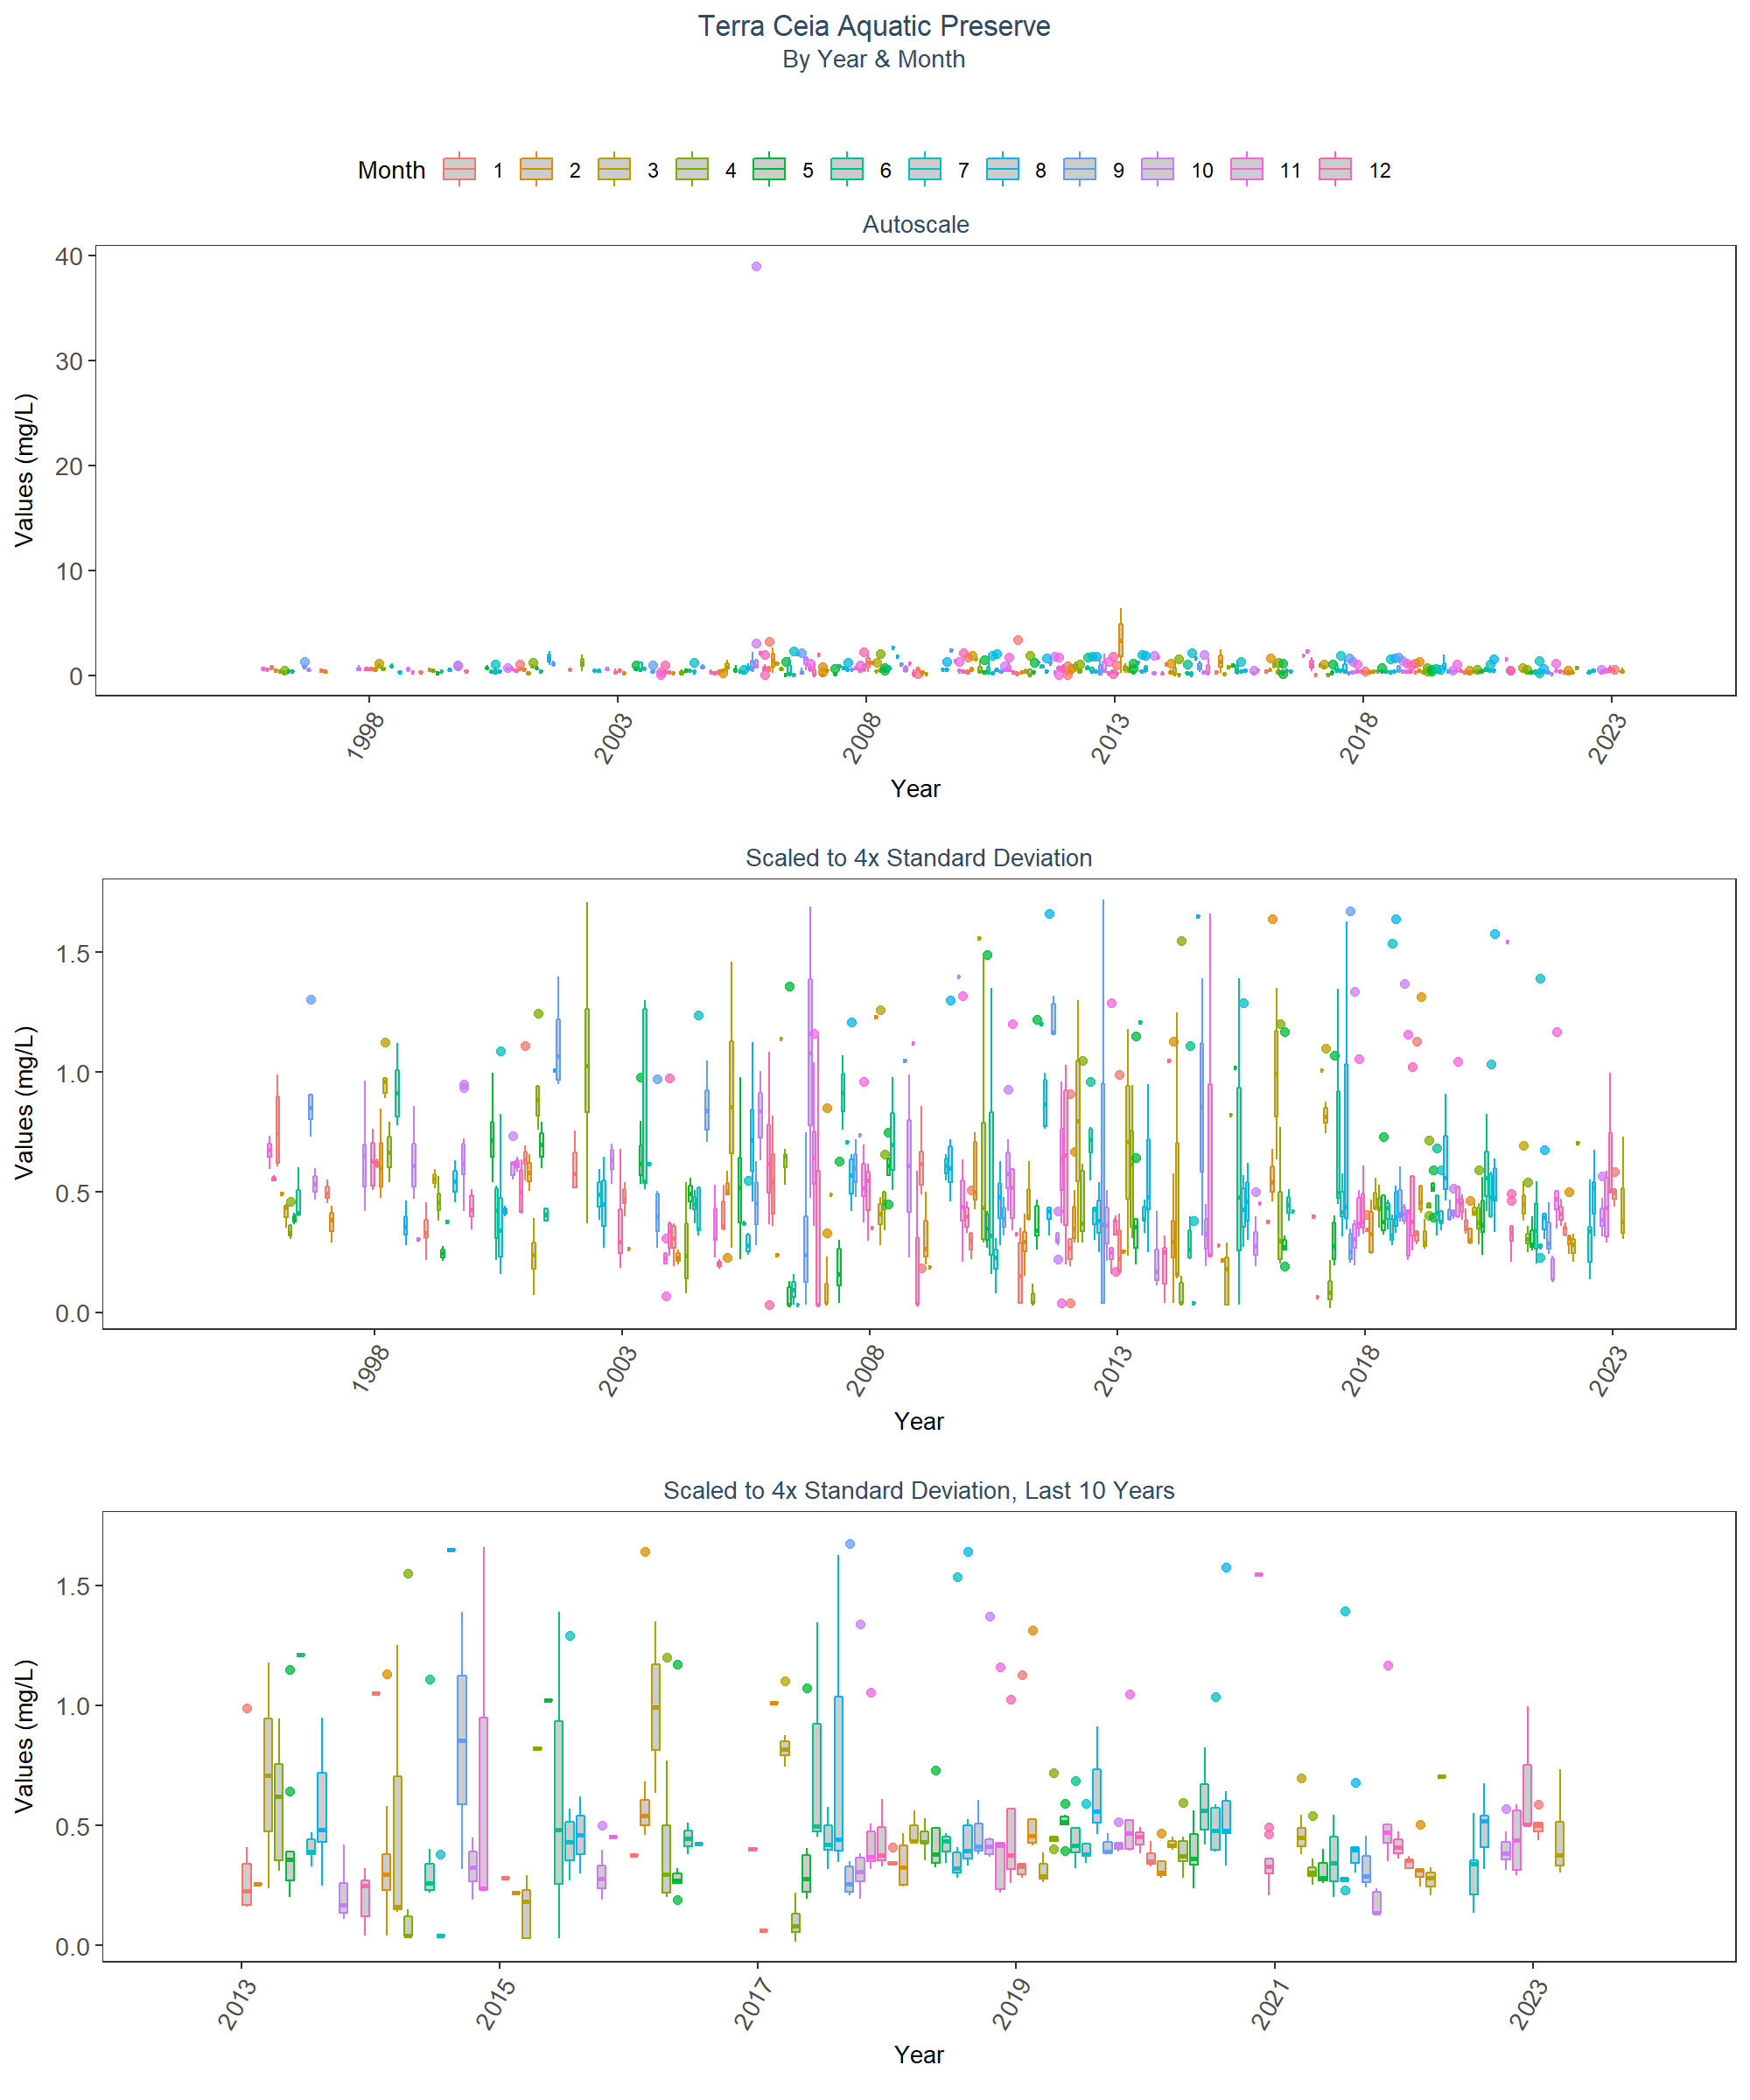 Terra Ceia Aquatic Preserve
By Year & Month
Month 1 2 3 4 5 6 7 8 9 10 11 12
Autoscale
Values (mg/L)
40
30
20
10
0
1998 2003 2008 2013 2018 2023
Year
Scaled to 4x Standard Deviation
Values (mg/L)
1.5
1.0
0.5
0.0
1998 2003 2008 2013 2018 2023
Year
Scaled to 4x Standard Deviation, Last 10 Years
Values (mg/L)
1.5
1.0
0.5
0.0
2013 2015 2017 2019 2021 2023
Year